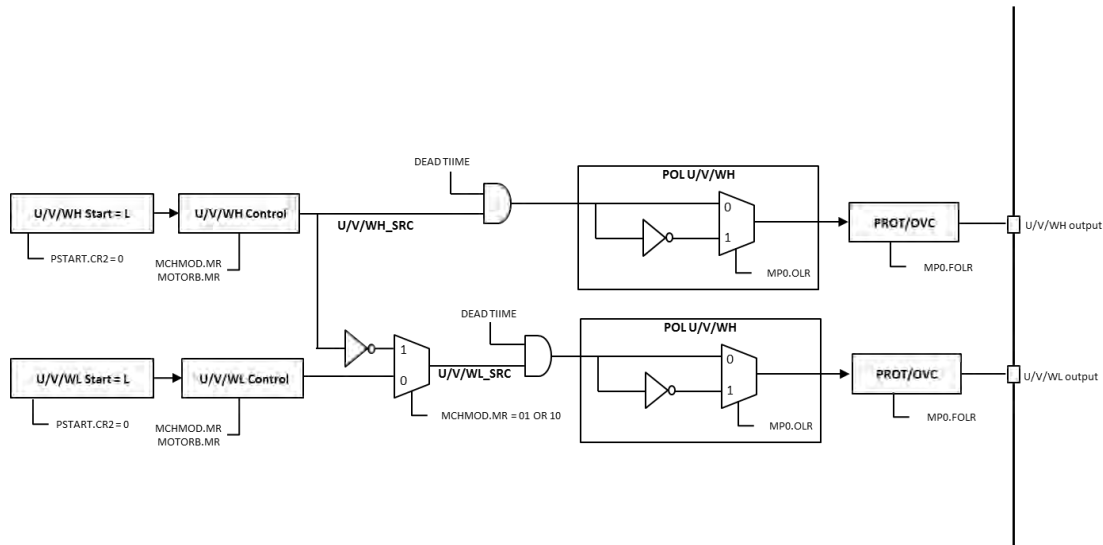 DEAD TIIME
POL U/V/WH
U/V/WH Start = L
U/V/WH Control
U/V/WH_SRC
0
1
PROT/OVC
U/V/WH output
PSTART.CR2 = 0
MCHMOD.MR
MOTORB.MR
MP0.OLR
MP0.FOLR
DEAD TIIME
POL U/V/WH
U/V/WL Start = L
U/V/WL Control
1
0
U/V/WL_SRC
0
1
PROT/OVC
U/V/WL output
PSTART.CR2 = 0
MCHMOD.MR
MOTORB.MR
MCHMOD.MR = 01 OR 10
MP0.OLR
MP0.FOLR